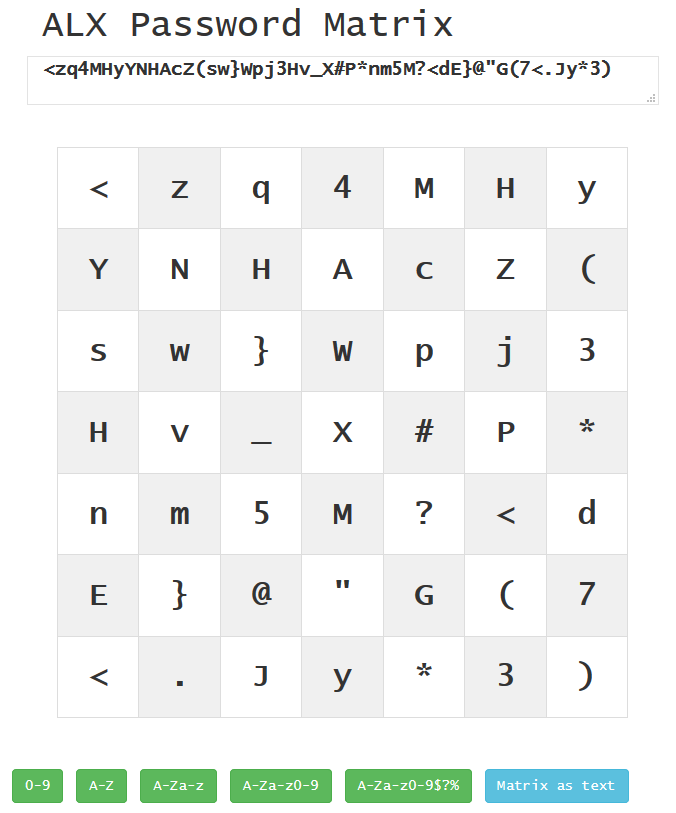 ALX Password Matrix
<zq4MHyYNHAcZ(sw}Wpj3Hv_X#P*nm5M?<dE}@"G(7<.Jy*3)
< z q 4 M H y
Y N H A c Z (
s w } W p j 3
H v _ X # P *
n m 5 M ? < d
E } @ " G ( 7
< . J y * 3 )
0-9 A-Z A-Za-z A-Za-z0-9 A-Za-z0-9$?% Matrix as text